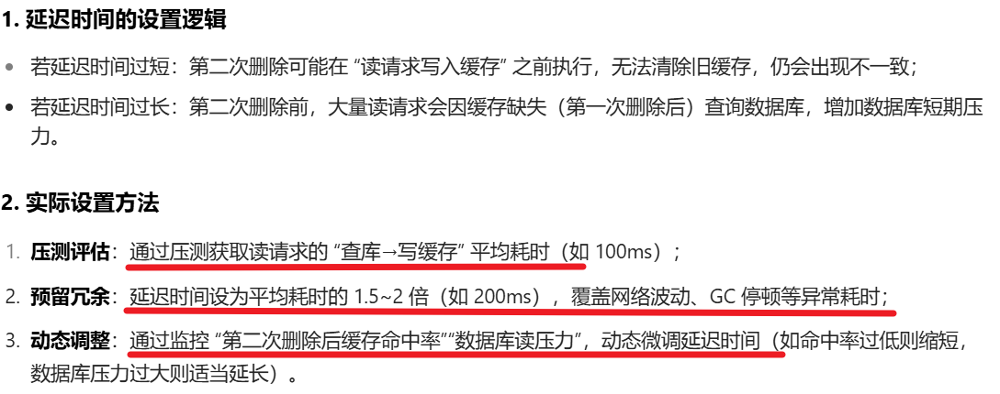 1. 延迟时间的设置逻辑
• 若延迟时间过短：第二次删除可能在 “读请求写入缓存” 之前执行，无法清除旧缓存，仍会出现不一致；
• 若延迟时间过长：第二次删除前，大量读请求会因缓存缺失（第一次删除后）查询数据库，增加数据库短期压
力。
2. 实际设置方法
1. 压测评估：通过压测获取读请求的 “查库→写缓存” 平均耗时（如 100ms）；
2. 预留冗余：延迟时间设为平均耗时的 1.5~2 倍（如 200ms），覆盖网络波动、GC 停顿等异常耗时；
3. 动态调整：通过监控 “第二次删除后缓存命中率”“数据库读压力”，动态微调延迟时间（如命中率过低则缩短，
数据库压力过大则适当延长）。